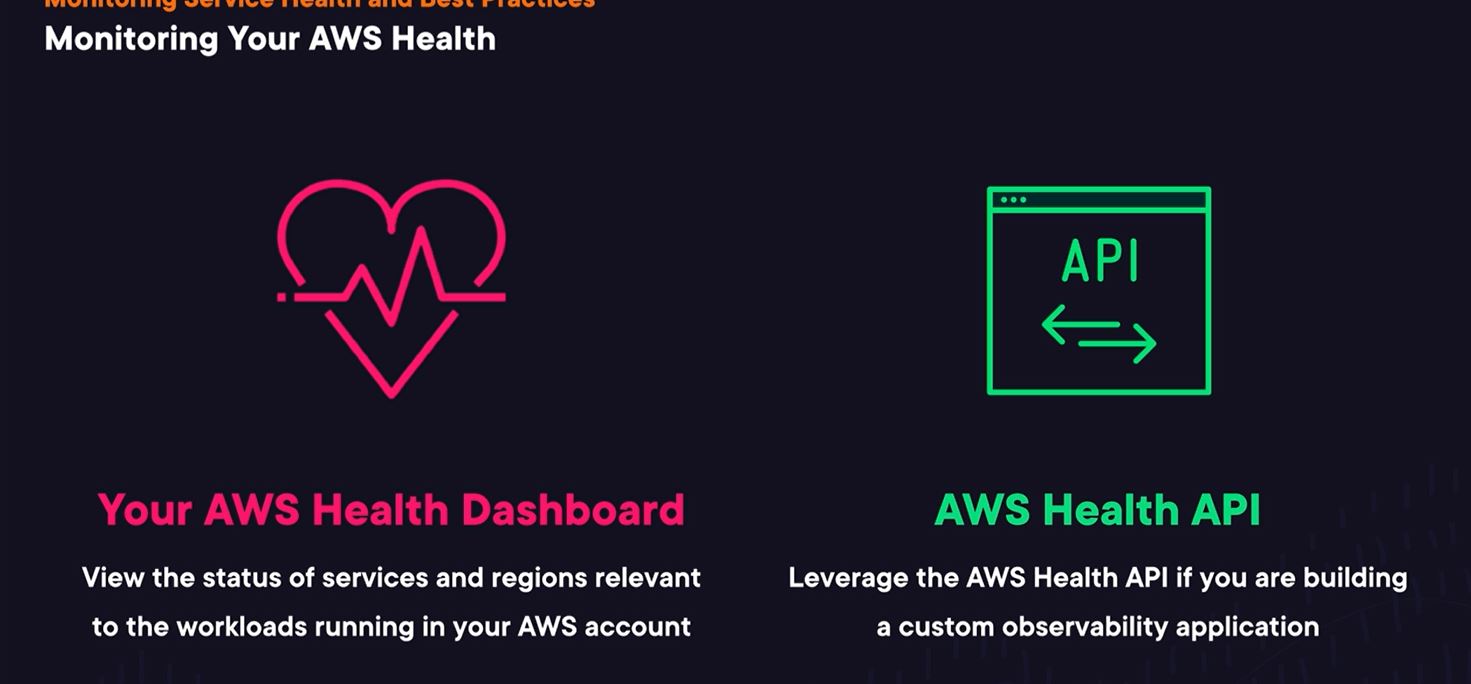 Monitoring Service Health and Best Practices
Monitoring Your AWS Health
API
Your AWS Health Dashboard
View the status of services and regions relevant
to the workloads running in your AWS account
AWS Health API
Leverage the AWS Health API if you are building
a custom observability application